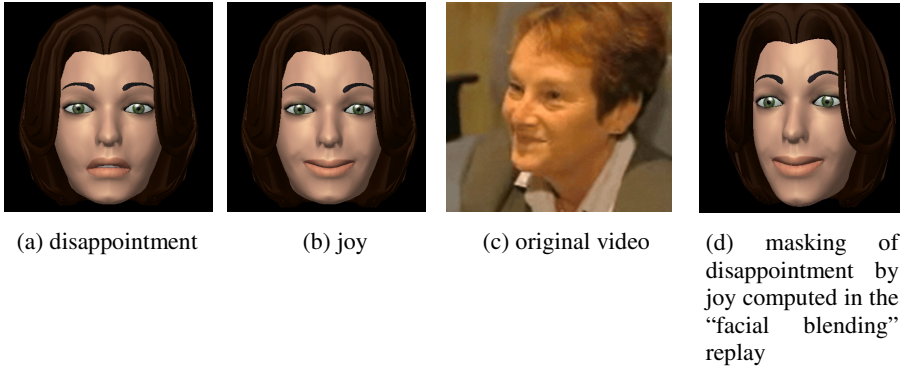 (a) disappointment
(b) joy
(c) original video
(d) masking of
disappointment by
joy computed in the
“facial blending”
replay